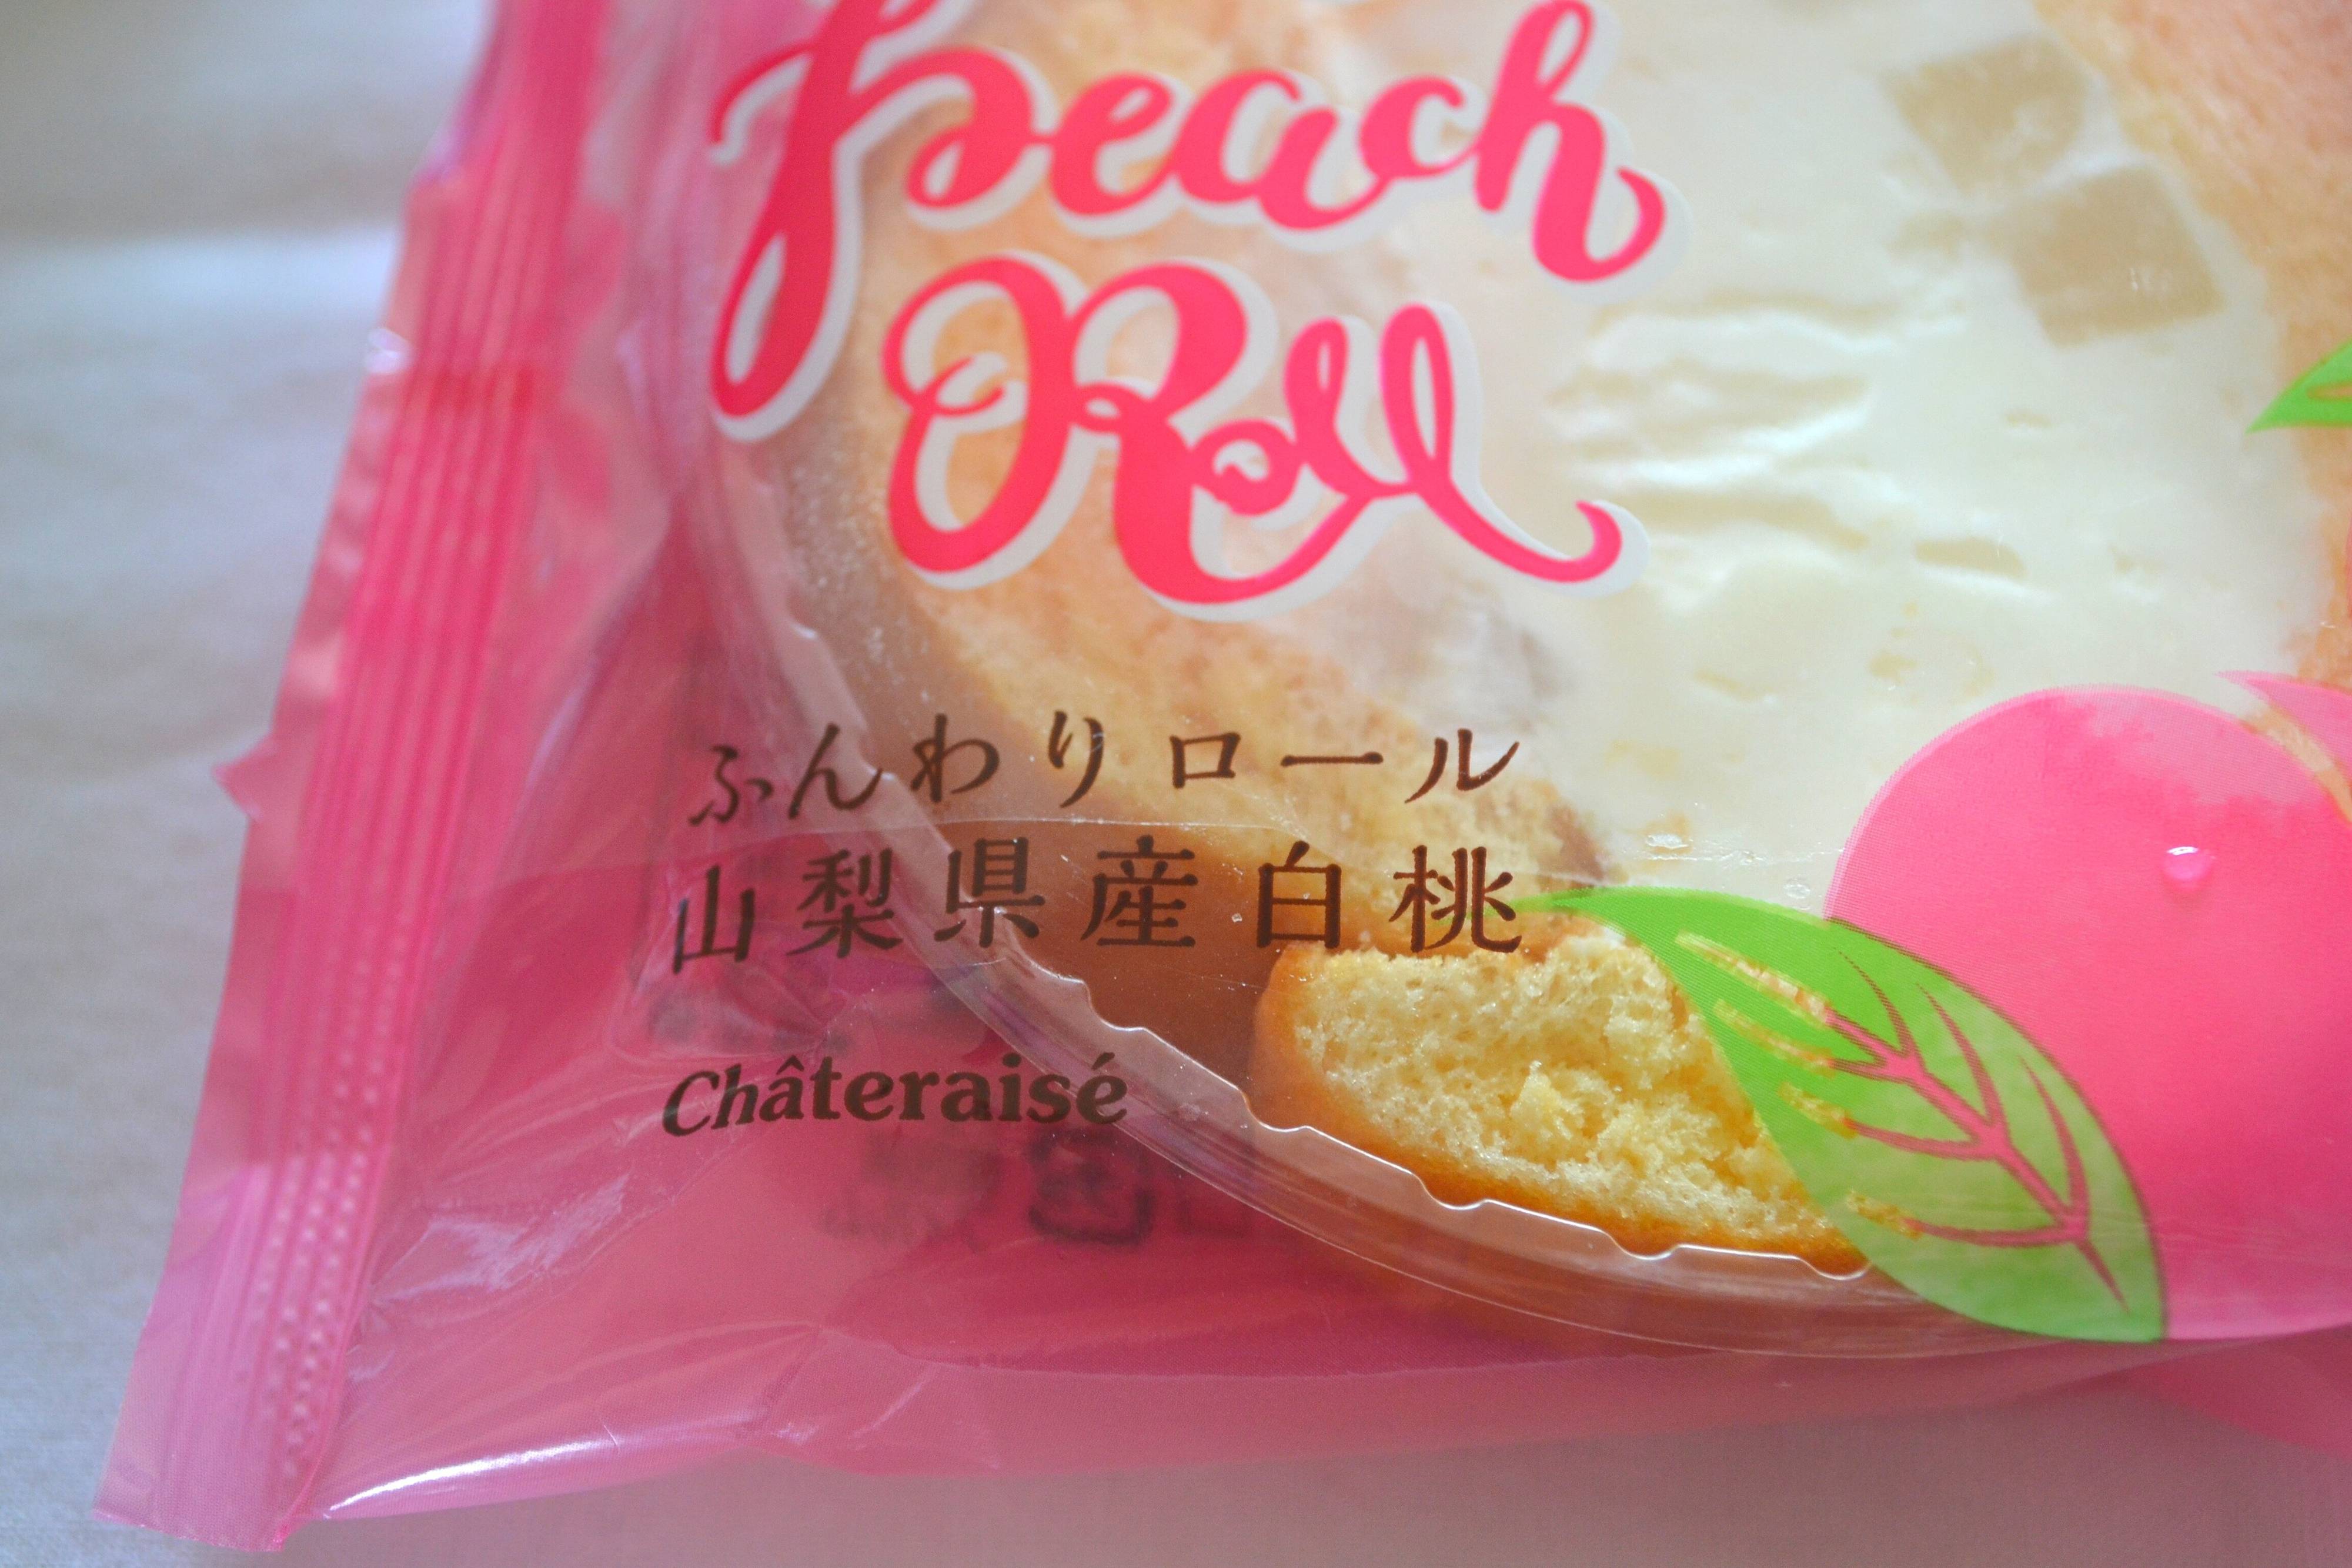 Peach
Roll
ふんわりロール
山梨県産白桃
Châteraisé